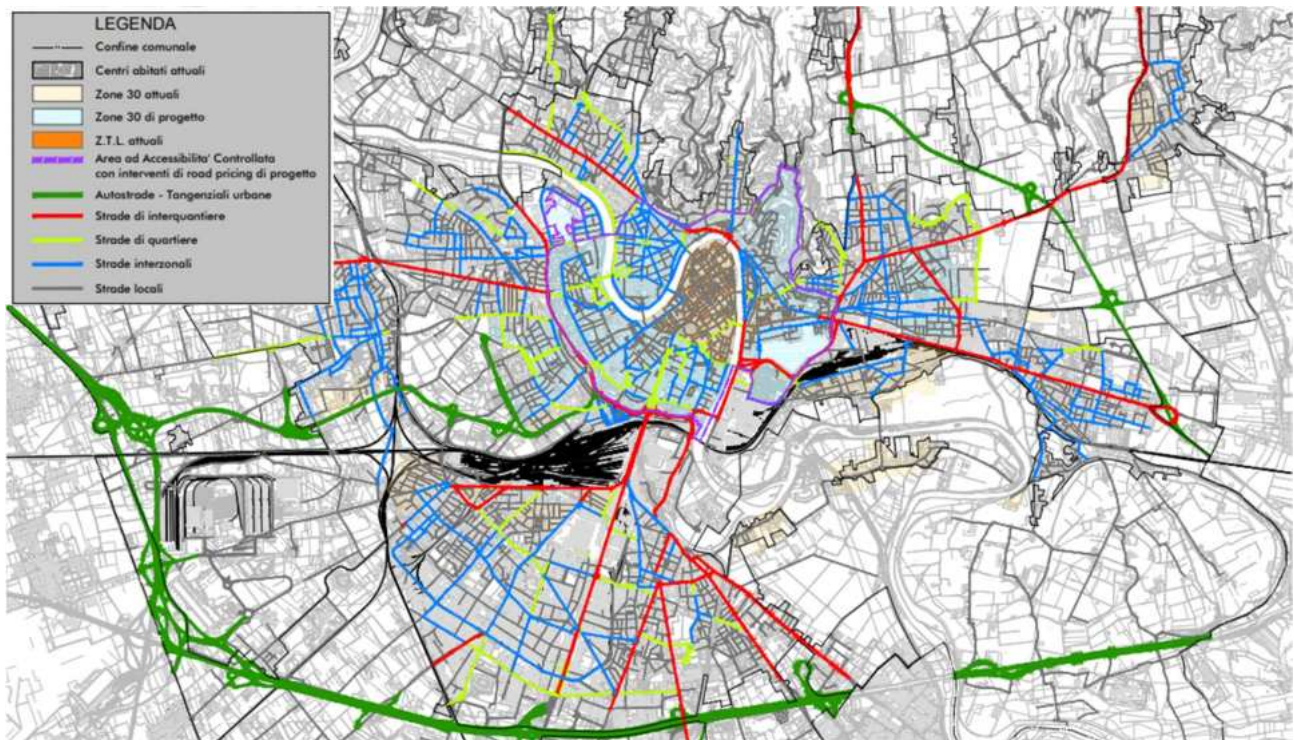 LEGENDA
Confine comunale
Centri abitati attuali
Zone 30 attuali
Zone 30 di progetto
Z.T.L. attuali
Area ad Accessibilita' Controllata
con interventi di road pricing di progetto
Autostrade - Tangenziali urbane
Strade di interquantiere
Strade di quartiere
Strade interzonali
Strade locali